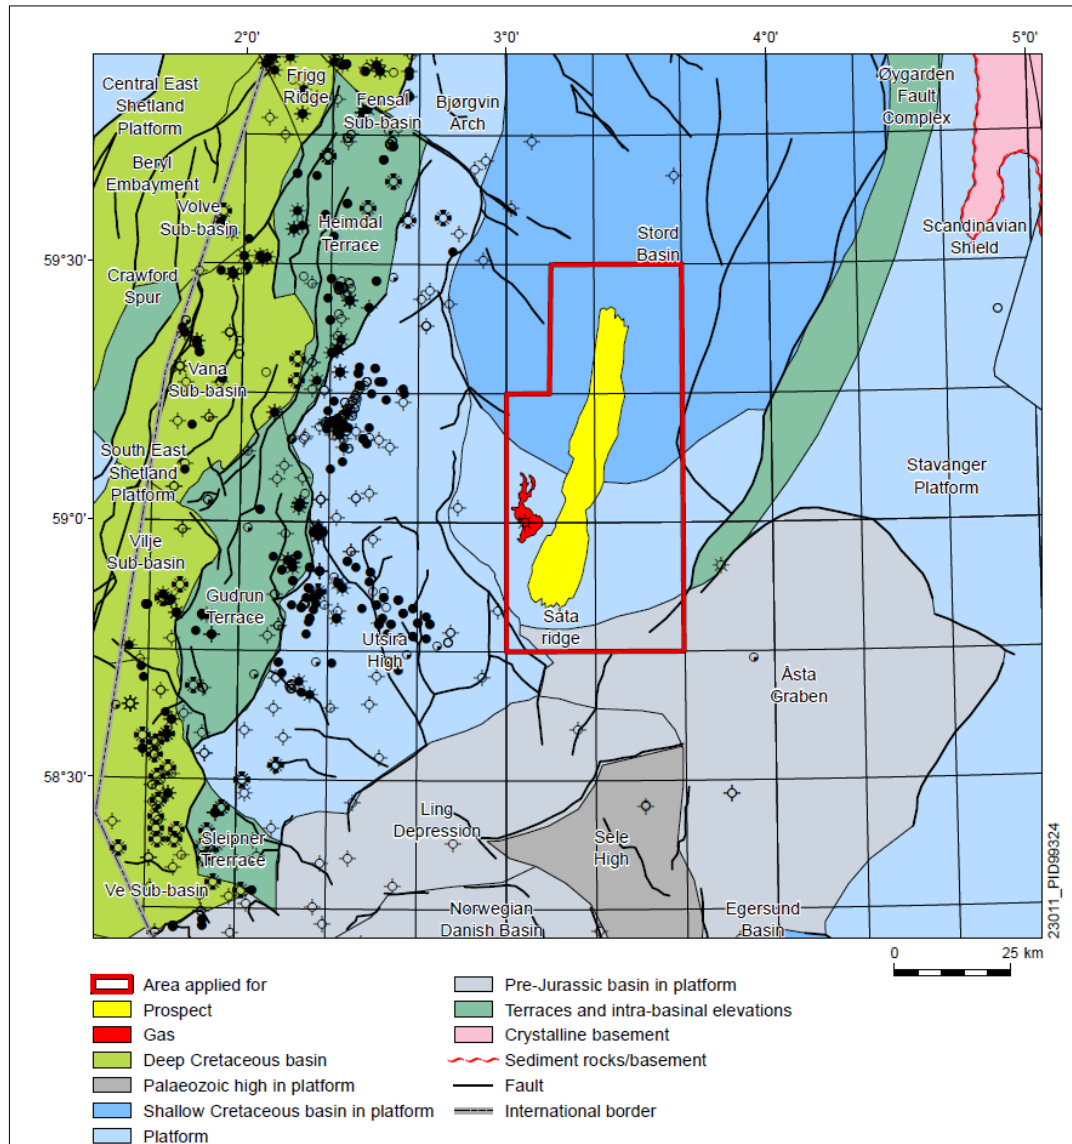 2°0'
3°0'
4°0'
5°0'
Central East
Shetland
Platform
Frigg
Ridge
Fensal
Sub-basin
Bjørgvin
Arch
Øygarden
Fault
Complex
Beryl
Embayment
Volve
Sub-basin
Heimdal
Terrace
Stord
Basin
Scandinavian
Shield
59°30'
Crawford
Spur
Vana
Sub-basin
South East
Shetland
Platform
Stavanger
Platform
59°0'
Vilje
Sub-basin
Gudrun
Terrace
Utsira
High
Såta
ridge
Åsta
Graben
58°30'
Ling
Depression
Sele
High
Sleipner
Trerrace
Ve Sub-basin
Norwegian
Danish Basin
Egersund
Basin
23011_PID99324
0
25 km
Area applied for
Prospect
Gas
Deep Cretaceous basin
Palaeozoic high in platform
Shallow Cretaceous basin in platform
Platform
Pre-Jurassic basin in platform
Terraces and intra-basinal elevations
Crystalline basement
Sediment rocks/basement
Fault
International border